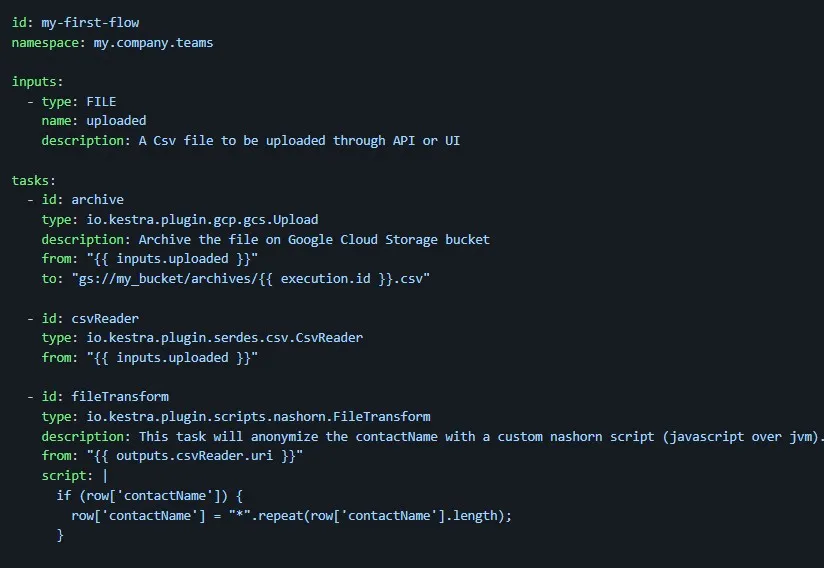 id: my-first-flow
namespace: my.company.teams
inputs:
  - type: FILE
    name: uploaded
    description: A Csv file to be uploaded through API or UI
tasks:
  - id: archive
    type: io.kestra.plugin.gcp.gcs.Upload
    description: Archive the file on Google Cloud Storage bucket
    from: "{{ inputs.uploaded }}"
    to: "gs://my_bucket/archives/{{ execution.id }}.csv"
  - id: csvReader
    type: io.kestra.plugin.serdes.csv.CsvReader
    from: "{{ inputs.uploaded }}"
  - id: fileTransform
    type: io.kestra.plugin.scripts.nashorn.FileTransform
    description: This task will anonymize the contactName with a custom nashorn script (javascript over jvm).
    from: "{{ outputs.csvReader.uri }}"
    script: |
      if (row['contactName']) {
        row['contactName'] = "*".repeat(row['contactName'].length);
      }